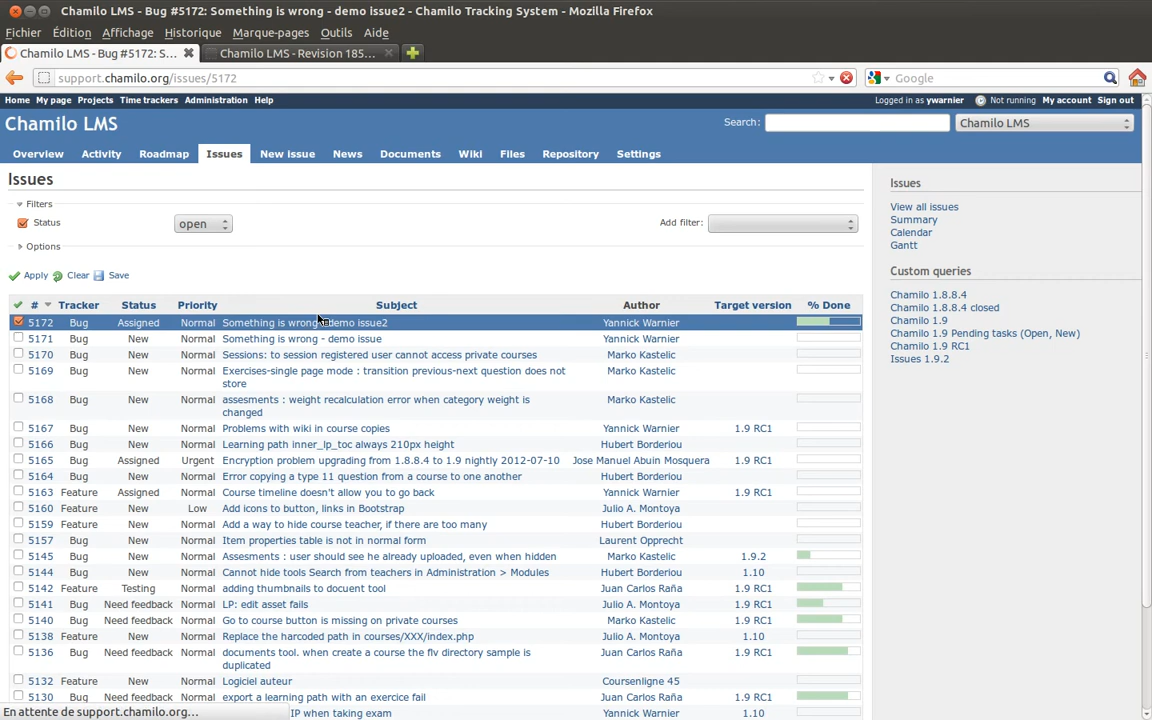 Chamilo LMS - Bug #5172: Something is wrong - demo issue2 - Chamilo Tracking System - Mozilla Firefox
Fichier Édition Affichage Historique Marque-pages Outils Aide
Chamilo LMS - Bug #5172: S... Chamilo LMS - Revision 185...
support.chamilo.org/issues/5172 Google
Home My page Projects Time trackers Administration Help Logged in as ywarnier Not running My account Sign out
Chamilo LMS Search: Chamilo LMS
Overview Activity Roadmap Issues New issue News Documents Wiki Files Repository Settings
Issues
Filters
Status open Add filter:
Options
Apply Clear Save
# Tracker Status Priority Subject Author Target version % Done
5172 Bug Assigned Normal Something is wrong - demo issue2 Yannick Warnier
5171 Bug New Normal Something is wrong - demo issue Yannick Warnier
5170 Bug New Normal Sessions: to session registered user cannot access private courses Marko Kastelic
5169 Bug New Normal Exercises-single page mode : transition previous-next question does not Marko Kastelic
store
5168 Bug New Normal assesments : weight recalculation error when category weight is Marko Kastelic
changed
5167 Bug New Normal Problems with wiki in course copies Yannick Warnier 1.9 RC1
5166 Bug New Normal Learning path inner_lp_toc always 210px height Hubert Borderiou
5165 Bug Assigned Urgent Encryption problem upgrading from 1.8.8.4 to 1.9 nightly 2012-07-10 Jose Manuel Abuin Mosquera 1.9 RC1
5164 Bug New Normal Error copying a type 11 question from a course to one another Hubert Borderiou
5163 Feature Assigned Normal Course timeline doesn't allow you to go back Yannick Warnier 1.9 RC1
5160 Feature New Low Add icons to button, links in Bootstrap Julio A. Montoya
5159 Feature New Normal Add a way to hide course teacher, if there are too many Hubert Borderiou
5157 Bug New Normal Item properties table is not in normal form Laurent Opprecht
5145 Bug New Normal Assesments : user should see he already uploaded, even when hidden Marko Kastelic 1.9.2
5144 Bug New Normal Cannot hide tools Search from teachers in Administration > Modules Hubert Borderiou 1.10
5142 Feature Testing Normal adding thumbnails to docuent tool Juan Carlos Raña 1.9 RC1
5141 Bug Need feedback Normal LP: edit asset fails Julio A. Montoya 1.9 RC1
5140 Bug Need feedback Normal Go to course button is missing on private courses Marko Kastelic 1.9 RC1
5138 Feature New Normal Replace the harcoded path in courses/XXX/index.php Julio A. Montoya 1.10
5136 Bug Need feedback Normal documents tool. when create a course the flv directory sample is Juan Carlos Raña 1.9 RC1
duplicated
5132 Feature New Normal Logiciel auteur Coursenligne 45
5130 Bug Need feedback Normal export a learning path with an exercice fail Juan Carlos Raña 1.9 RC1
IP when taking exam Yannick Warnier 1.10
En attente de support.chamilo.org...
Issues
View all issues
Summary
Calendar
Gantt
Custom queries
Chamilo 1.8.8.4
Chamilo 1.8.8.4 closed
Chamilo 1.9
Chamilo 1.9 Pending tasks (Open, New)
Chamilo 1.9 RC1
Issues 1.9.2